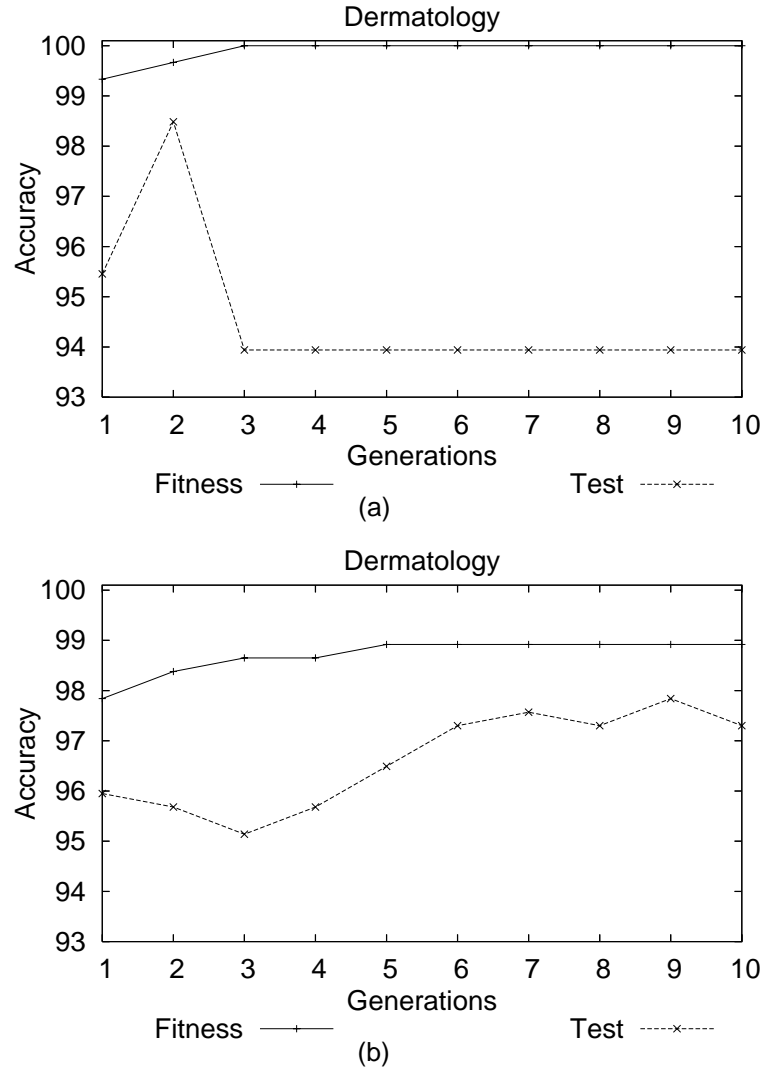 Dermatology
100
99
98
97
96
95
94
93
Accuracy
1 2 3 4 5 6 7 8 9 10
Generations
Fitness Test
(a)
Dermatology
100
99
98
97
96
95
94
93
Accuracy
1 2 3 4 5 6 7 8 9 10
Generations
Fitness Test
(b)